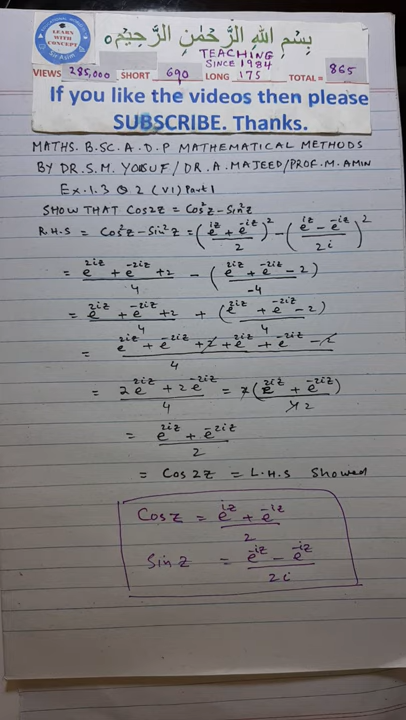 بِسْمِ اللهِ الرَّحْمٰنِ الرَّحِيْمِ
LEARN WITH CONCEPT
Sir Asim
TEACHING
SINCE 1984
VIEWS 285,000 SHORT 690 LONG 175 TOTAL = 865
If you like the videos then please
SUBSCRIBE. Thanks.
MATHS. B.SC. A.D.P MATHEMATICAL METHODS
BY DR. S.M. YOUSUF / DR. A. MAJEED / PROF. M. AMIN
EX. 1.3 Q 2 (VI) Part 1
SHOW THAT COS2Z = Cos²z - Sin²z
R.H.S = Cos²z - Sin²z = ((e^iz + e^-iz)/2)² - ((e^iz - e^-iz)/2i)²
= (e^2iz + e^-2iz + 2)/4 - ((e^2iz + e^-2iz - 2)/-4)
= (e^2iz + e^-2iz + 2)/4 + ((e^2iz + e^-2iz - 2)/4)
= (e^2iz + e^-2iz + 2 + e^2iz + e^-2iz - 2)/4
= (2e^2iz + 2e^-2iz)/4 = 2(e^2iz + e^-2iz)/4 2
= (e^2iz + e^-2iz)/2
= Cos 2Z = L.H.S Showed
Cos z = (e^iz + e^-iz)/2
Sin z = (e^-iz - e^-iz)/2i